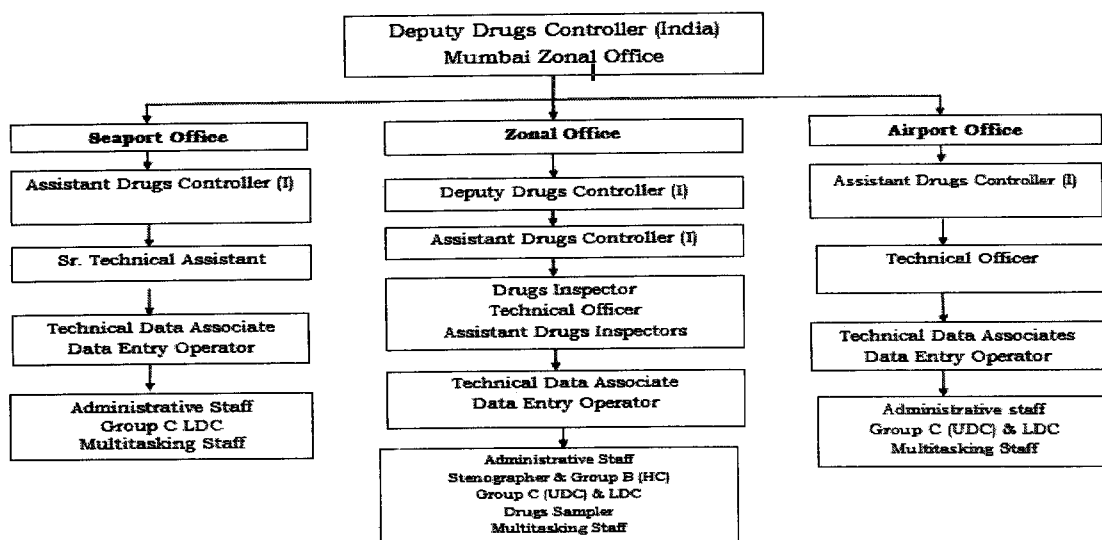 Deputy Drugs Controller (India)
Mumbai Zonal Office
Seaport Office
Assistant Drugs Controller (I)
Sr. Technical Assistant
Technical Data Associate
Data Entry Operator
Administrative Staff
Group C LDC
Multitasking Staff
Zonal Office
Deputy Drugs Controller (I)
Assistant Drugs Controller (I)
Drugs Inspector
Technical Officer
Assistant Drugs Inspectors
Technical Data Associate
Data Entry Operator
Administrative Staff
Stenographer & Group B (HC)
Group C (UDC) & LDC
Drugs Sampler
Multitasking Staff
Airport Office
Assistant Drugs Controller (I)
Technical Officer
Technical Data Associates
Data Entry Operator
Administrative staff
Group C (UDC) & LDC
Multitasking Staff